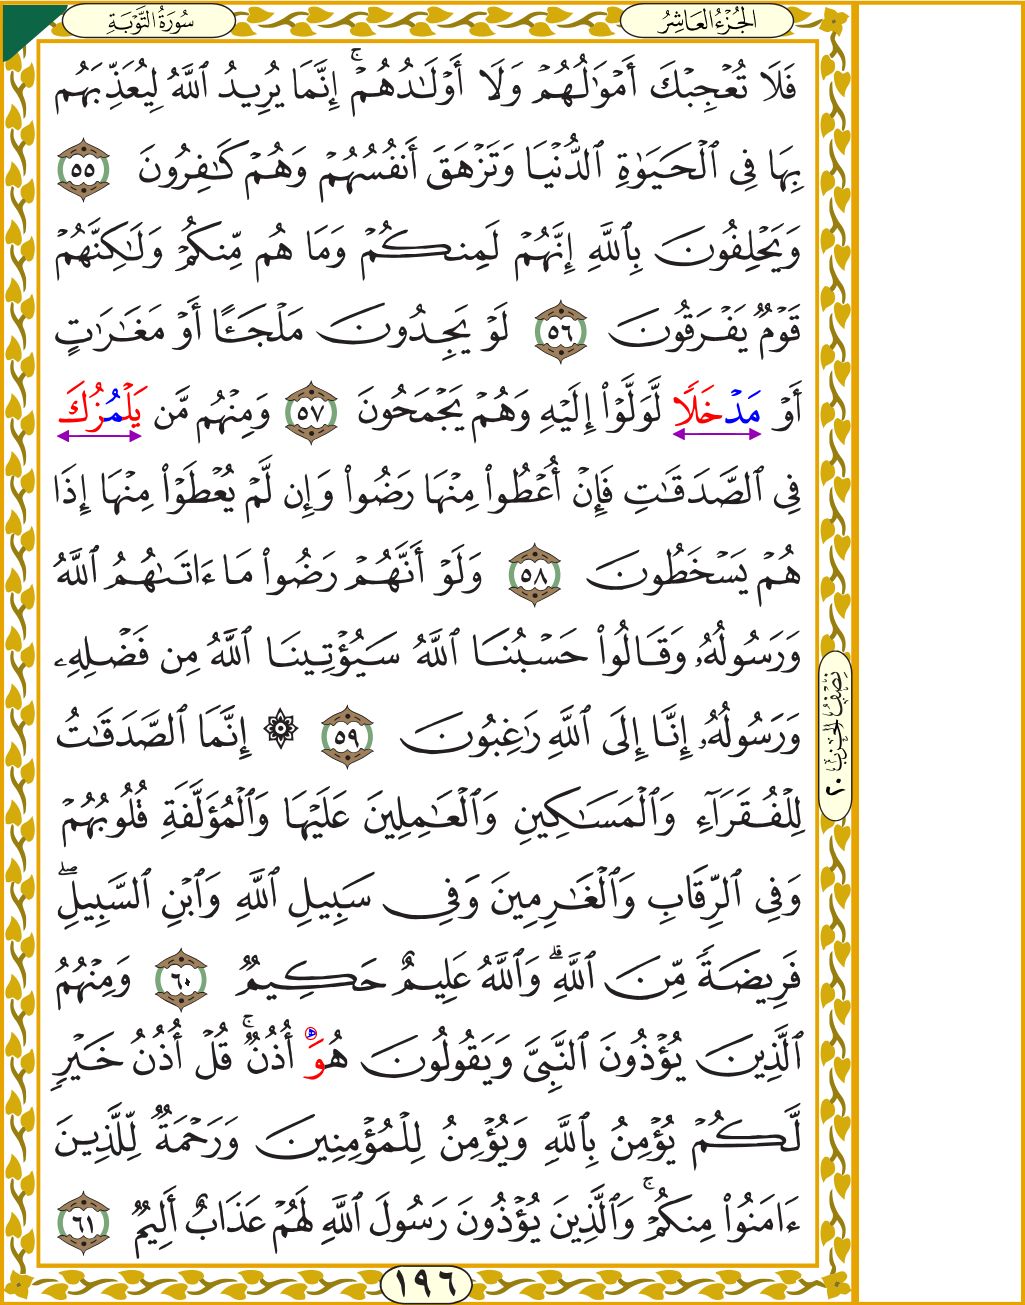 سُورَةُ التَّوْبَةِ
الجُزْءُ العَاشِرُ
فَلَا تُعْجِبْكَ أَمْوَٰلُهُمْ وَلَا أَوْلَٰدُهُمْ ۚ إِنَّمَا يُرِيدُ ٱللَّهُ لِيُعَذِّبَهُم
بِهَا فِى ٱلْحَيَوٰةِ ٱلدُّنْيَا وَتَزْهَقَ أَنفُسُهُمْ وَهُمْ كَٰفِرُونَ ٥٥
وَيَحْلِفُونَ بِٱللَّهِ إِنَّهُمْ لَمِنكُمْ وَمَا هُم مِّنكُمْ وَلَٰكِنَّهُمْ
قَوْمٌ يَفْرَقُونَ ٥٦ لَوْ يَجِدُونَ مَلْجَـًٔا أَوْ مَغَٰرَٰتٍ
أَوْ مَدْخَلًا لَّوَلَّوْا۟ إِلَيْهِ وَهُمْ يَجْمَحُونَ ٥٧ وَمِنْهُم مَّن يَلْمُزُكَ
فِى ٱلصَّدَقَٰتِ فَإِنْ أُعْطُوا۟ مِنْهَا رَضُوا۟ وَإِن لَّمْ يُعْطَوْا۟ مِنْهَا إِذَا
هُمْ يَسْخَطُونَ ٥٨ وَلَوْ أَنَّهُمْ رَضُوا۟ مَا ءَاتَىٰهُمُ ٱللَّهُ
وَرَسُولُهُۥ وَقَالُوا۟ حَسْبُنَا ٱللَّهُ سَيُؤْتِينَا ٱللَّهُ مِن فَضْلِهِۦ
وَرَسُولُهُۥ إِنَّا إِلَى ٱللَّهِ رَٰغِبُونَ ٥٩ ۞ إِنَّمَا ٱلصَّدَقَٰتُ
لِلْفُقَرَآءِ وَٱلْمَسَٰكِينِ وَٱلْعَٰمِلِينَ عَلَيْهَا وَٱلْمُؤَلَّفَةِ قُلُوبُهُمْ
وَفِى ٱلرِّقَابِ وَٱلْغَٰرِمِينَ وَفِى سَبِيلِ ٱللَّهِ وَٱبْنِ ٱلسَّبِيلِ ۖ
فَرِيضَةً مِّنَ ٱللَّهِ ۗ وَٱللَّهُ عَلِيمٌ حَكِيمٌ ٦٠ وَمِنْهُمُ
ٱلَّذِينَ يُؤْذُونَ ٱلنَّبِىَّ وَيَقُولُونَ هُوَ أُذُنٌ ۚ قُلْ أُذُنُ خَيْرٍ
لَّكُمْ يُؤْمِنُ بِٱللَّهِ وَيُؤْمِنُ لِلْمُؤْمِنِينَ وَرَحْمَةٌ لِّلَّذِينَ
ءَامَنُوا۟ مِنكُمْ ۚ وَٱلَّذِينَ يُؤْذُونَ رَسُولَ ٱللَّهِ لَهُمْ عَذَابٌ أَلِيمٌ ٦١
نِصْفُ الحِزْبِ ٢٠
١٩٦